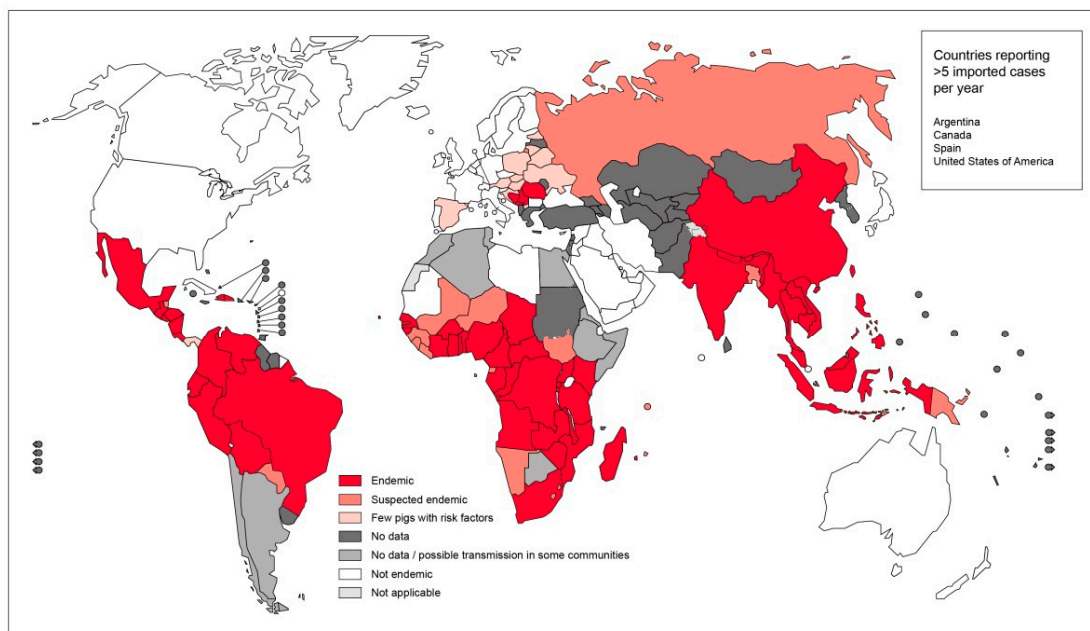 Countries reporting
>5 imported cases
per year
Argentina
Canada
Spain
United States of America
Endemic
Suspected endemic
Few pigs with risk factors
No data
No data / possible transmission in some communities
Not endemic
Not applicable